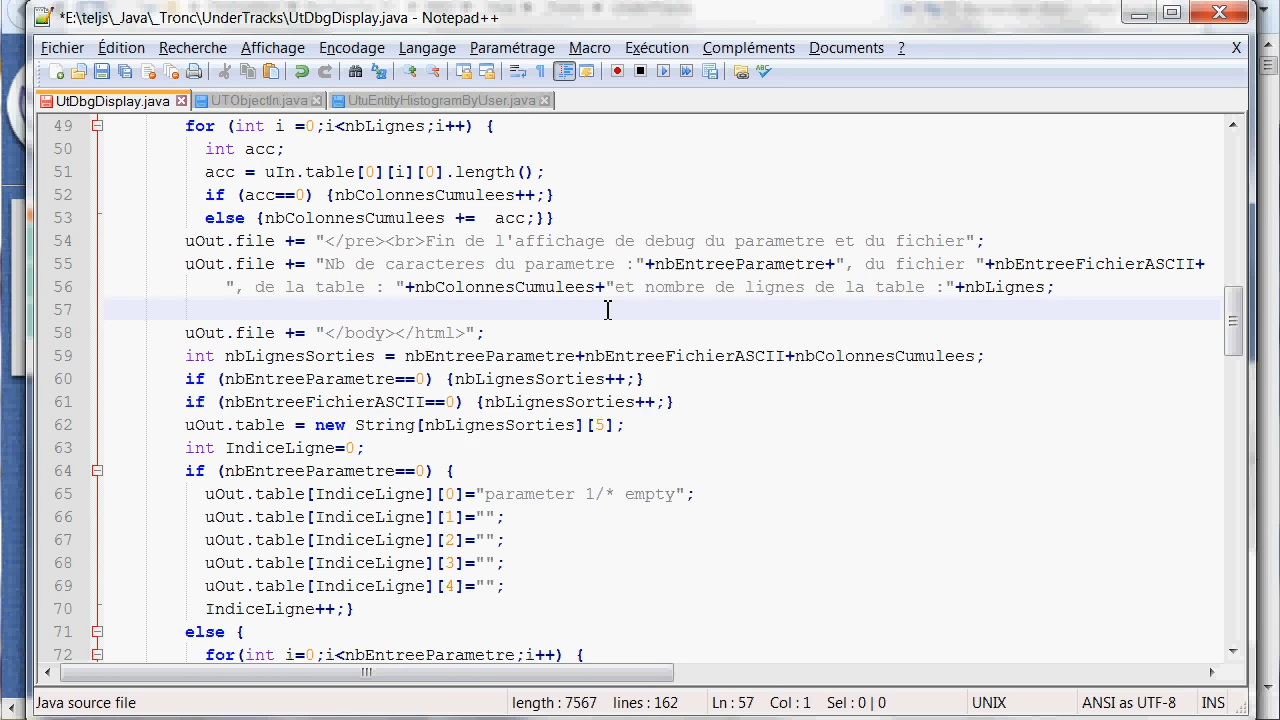 *E:\teljs\_Java\_Tronc\UnderTracks\UtDbgDisplay.java - Notepad++
Fichier Édition Recherche Affichage Encodage Langage Paramétrage Macro Exécution Compléments Documents ? X
UtDbgDisplay.java UTObjectIn.java UtuEntityHistogramByUser.java
49 for (int i =0;i<nbLignes;i++) {
50 int acc;
51 acc = uIn.table[0][i][0].length();
52 if (acc==0) {nbColonnesCumulees++;}
53 else {nbColonnesCumulees +=  acc;}}
54 uOut.file += "</pre><br>Fin de l'affichage de debug du parametre et du fichier";
55 uOut.file += "Nb de caracteres du parametre :"+nbEntreeParametre+", du fichier "+nbEntreeFichierASCII+
56 ", de la table : "+nbColonnesCumulees+"et nombre de lignes de la table :"+nbLignes;
57
58 uOut.file += "</body></html>";
59 int nbLignesSorties = nbEntreeParametre+nbEntreeFichierASCII+nbColonnesCumulees;
60 if (nbEntreeParametre==0) {nbLignesSorties++;}
61 if (nbEntreeFichierASCII==0) {nbLignesSorties++;}
62 uOut.table = new String[nbLignesSorties][5];
63 int IndiceLigne=0;
64 if (nbEntreeParametre==0) {
65 uOut.table[IndiceLigne][0]="parameter 1/* empty";
66 uOut.table[IndiceLigne][1]="";
67 uOut.table[IndiceLigne][2]="";
68 uOut.table[IndiceLigne][3]="";
69 uOut.table[IndiceLigne][4]="";
70 IndiceLigne++;}
71 else {
72 for(int i=0;i<nbEntreeParametre;i++) {
Java source file length : 7567 lines : 162 Ln : 57 Col : 1 Sel : 0 | 0 UNIX ANSI as UTF-8 INS